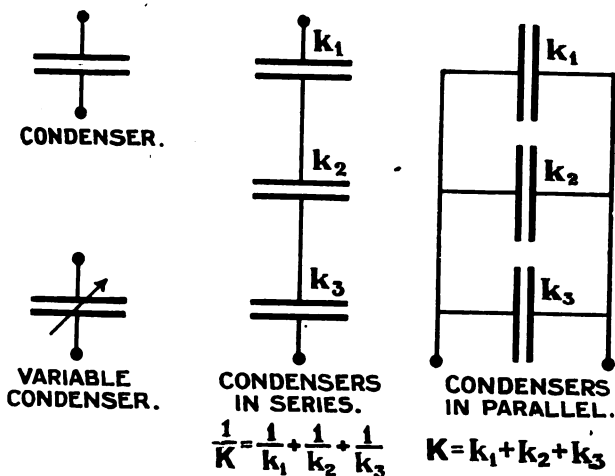 CONDENSER.
VARIABLE
CONDENSER.
k₁
k₂
k₃
CONDENSERS
IN SERIES.
1/K = 1/k₁ + 1/k₂ + 1/k₃
k₁
k₂
k₃
CONDENSERS
IN PARALLEL.
K = k₁ + k₂ + k₃